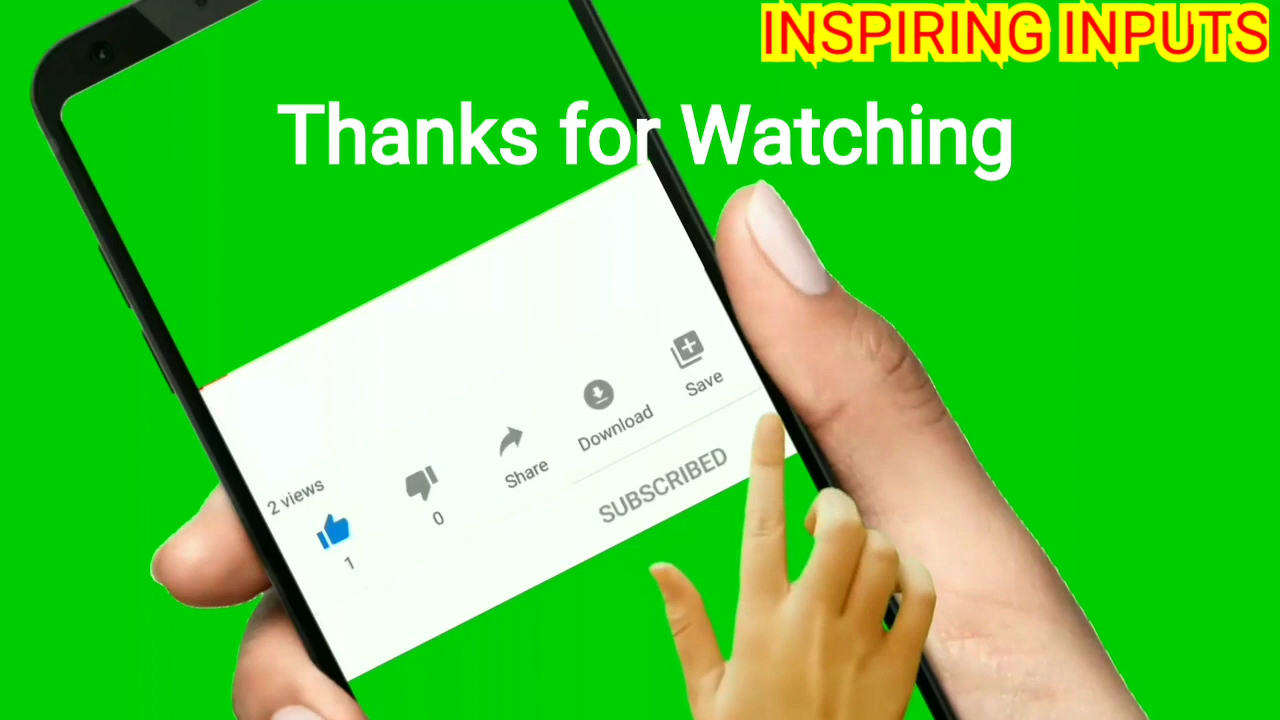 INSPIRING INPUTS
Thanks for Watching
2 views
1
0
Share
Download
Save
SUBSCRIBED